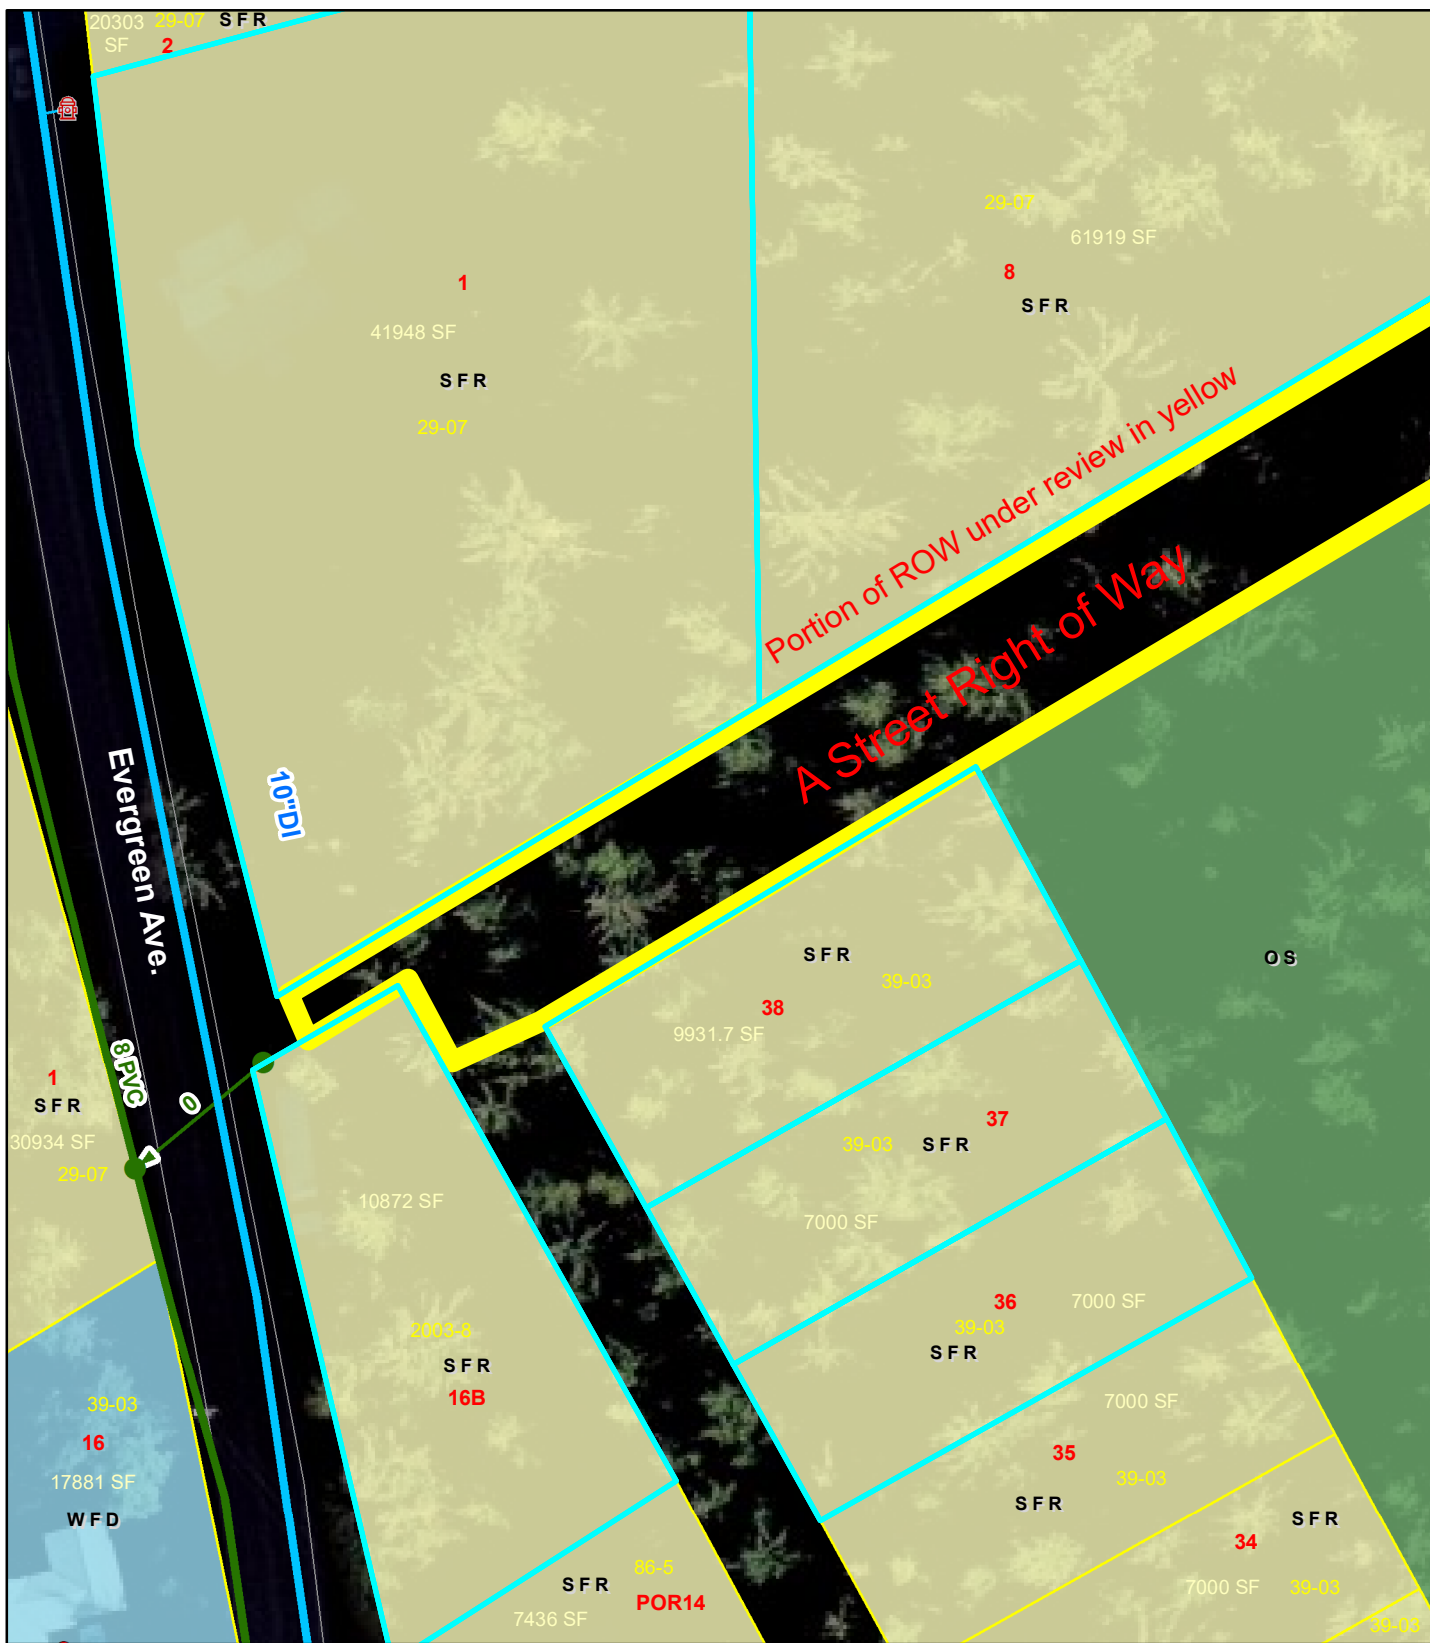 20303
29-07
SFR
SF
2
29-07
61919 SF
8
SFR
1
41948 SF
SFR
29-07
Portion of ROW under review in yellow
A Street Right of Way
Evergreen Ave.
10"DI
SFR
39-03
38
9931.7 SF
OS
8 PVC
0
1
SFR
30934 SF
29-07
37
39-03
SFR
7000 SF
10872 SF
36
7000 SF
39-03
SFR
2003-8
SFR
16B
39-03
16
17881 SF
WFD
7000 SF
35
39-03
SFR
SFR
34
7000 SF
39-03
86-5
SFR
POR14
7436 SF
39-03